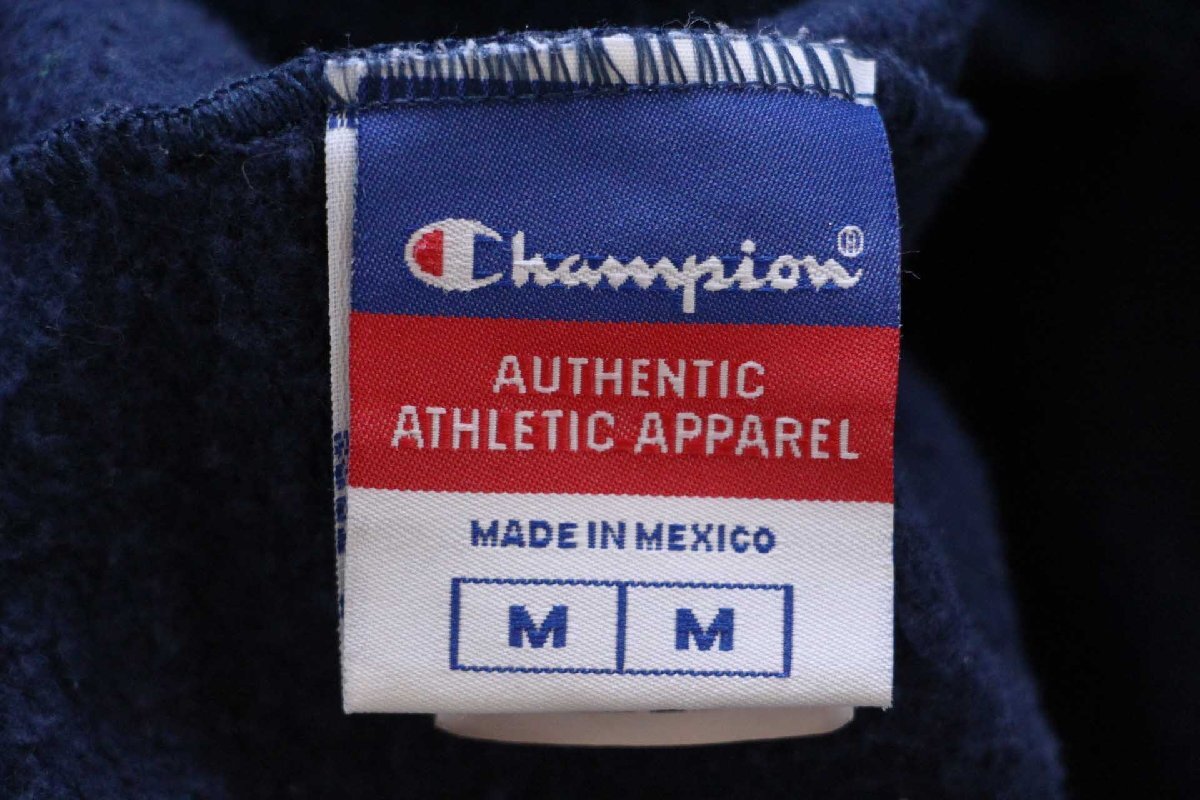 Champion®
AUTHENTIC
ATHLETIC APPAREL
MADE IN MEXICO
M M